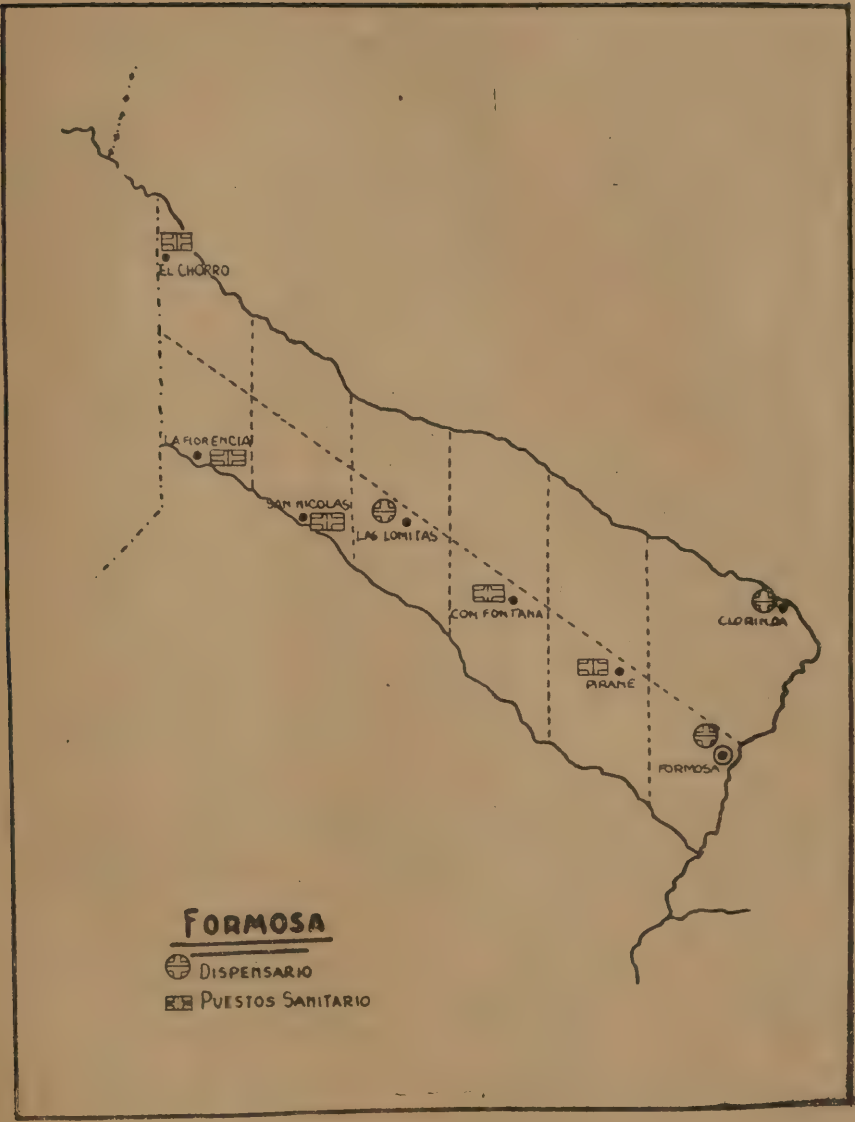 EL CHORRO
LA FLORENCIA
SAN NICOLAS
LAS LOMITAS
COM FONTANA
CLORINDA
PIRANE
FORMOSA
FORMOSA
DISPENSARIO
PUESTOS SANITARIO